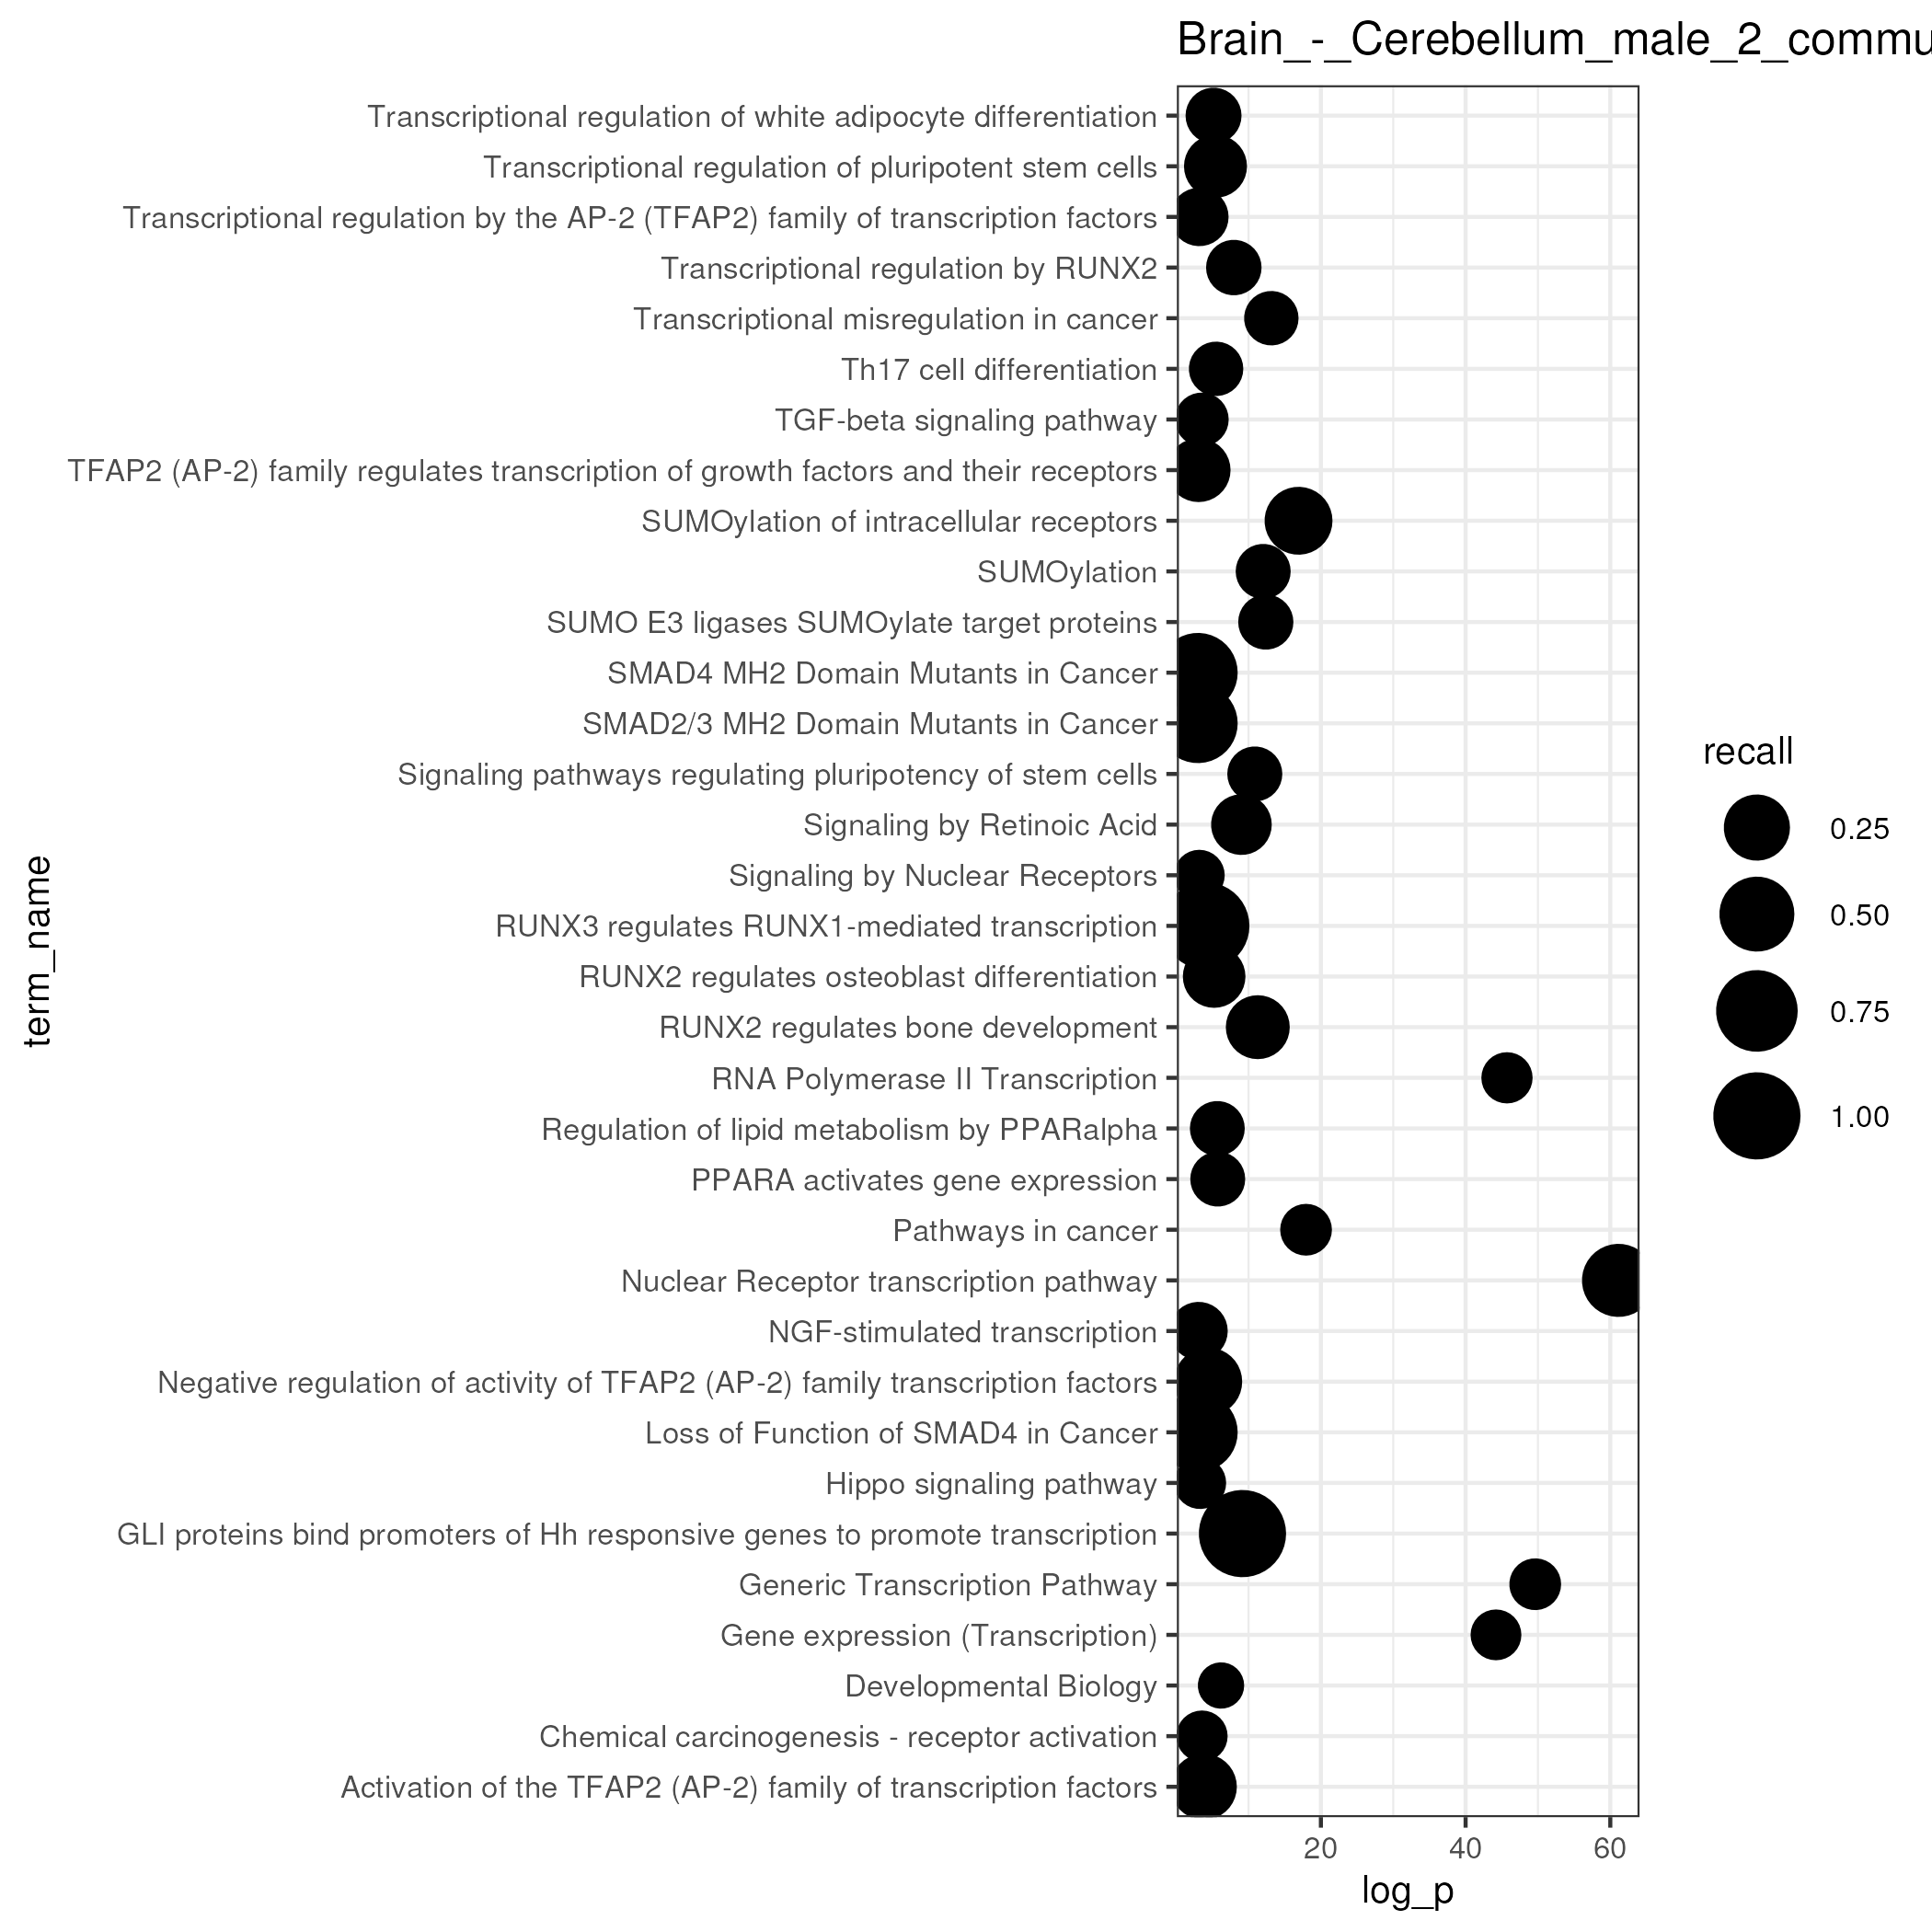 Brain_-_Cerebellum_male_2_commu
Transcriptional regulation of white adipocyte differentiation
Transcriptional regulation of pluripotent stem cells
Transcriptional regulation by the AP-2 (TFAP2) family of transcription factors
Transcriptional regulation by RUNX2
Transcriptional misregulation in cancer
Th17 cell differentiation
TGF-beta signaling pathway
TFAP2 (AP-2) family regulates transcription of growth factors and their receptors
SUMOylation of intracellular receptors
SUMOylation
SUMO E3 ligases SUMOylate target proteins
SMAD4 MH2 Domain Mutants in Cancer
SMAD2/3 MH2 Domain Mutants in Cancer
Signaling pathways regulating pluripotency of stem cells
Signaling by Retinoic Acid
Signaling by Nuclear Receptors
RUNX3 regulates RUNX1-mediated transcription
RUNX2 regulates osteoblast differentiation
RUNX2 regulates bone development
RNA Polymerase II Transcription
Regulation of lipid metabolism by PPARalpha
PPARA activates gene expression
Pathways in cancer
Nuclear Receptor transcription pathway
NGF-stimulated transcription
Negative regulation of activity of TFAP2 (AP-2) family transcription factors
Loss of Function of SMAD4 in Cancer
Hippo signaling pathway
GLI proteins bind promoters of Hh responsive genes to promote transcription
Generic Transcription Pathway
Gene expression (Transcription)
Developmental Biology
Chemical carcinogenesis - receptor activation
Activation of the TFAP2 (AP-2) family of transcription factors
term_name
20 40 60
log_p
recall
0.25
0.50
0.75
1.00